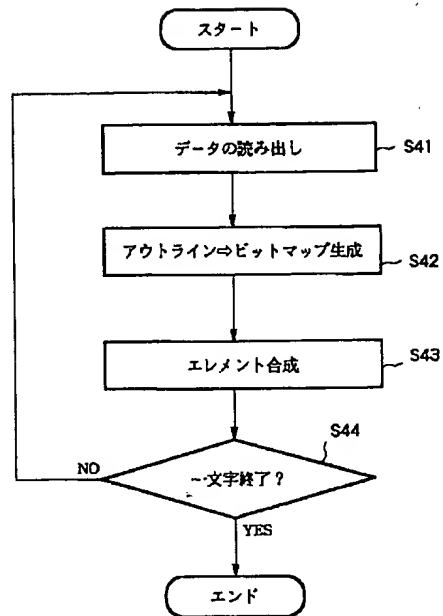 スタート
データの読み出し
S41
アウトライン⇒ビットマップ生成
S42
エレメント合成
S43
S44
一文字終了？
NO
YES
エンド